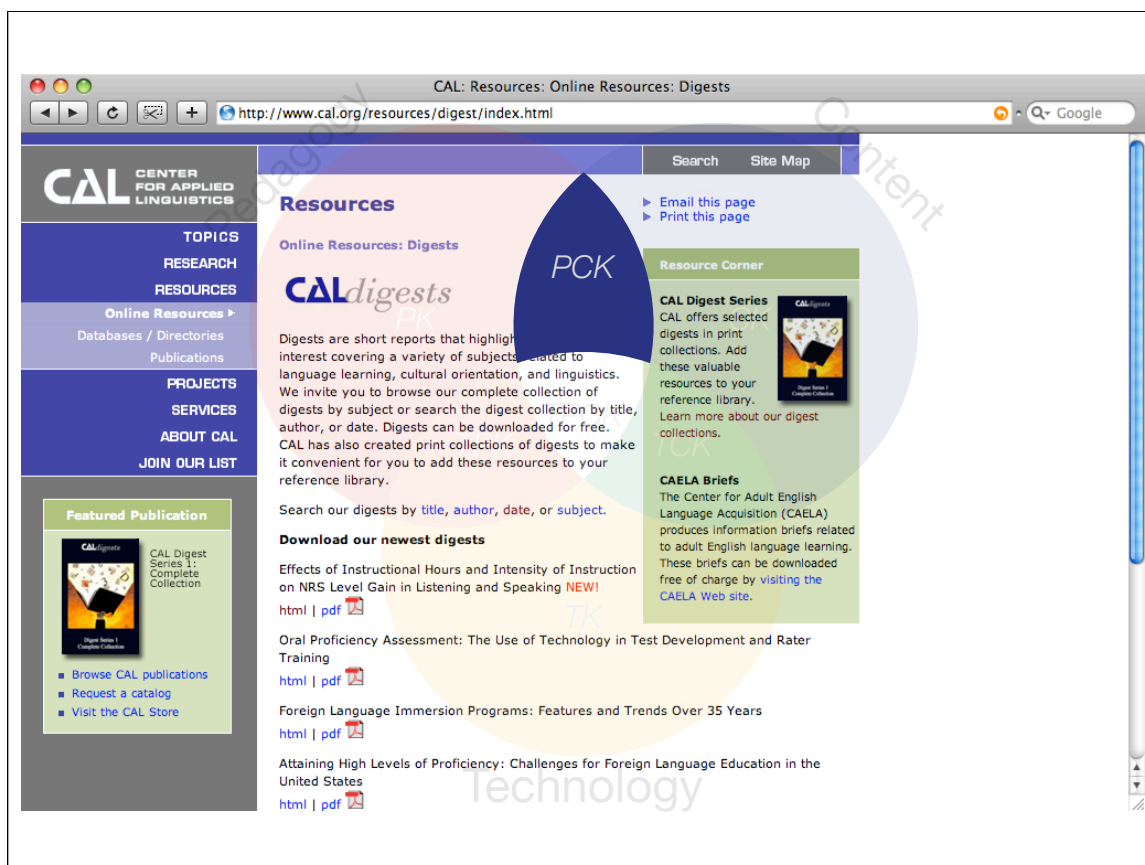 CAL: Resources: Online Resources: Digests
http://www.cal.org/resources/digest/index.html
Google
CAL CENTER
FOR APPLIED
LINGUISTICS
Search Site Map
Pedagogy
Content
TOPICS
RESEARCH
RESOURCES
Online Resources
Databases / Directories
Publications
PROJECTS
SERVICES
ABOUT CAL
JOIN OUR LIST
Featured Publication
CALdigests
CAL Digest
Series 1:
Complete
Collection
Digest Series 1
Complete Collection
Browse CAL publications
Request a catalog
Visit the CAL Store
Resources
Online Resources: Digests
CALdigests
PCK
PK
CK
TCK
TK
Digests are short reports that highlig
interest covering a variety of subjects related to
language learning, cultural orientation, and linguistics.
We invite you to browse our complete collection of
digests by subject or search the digest collection by title,
author, or date. Digests can be downloaded for free.
CAL has also created print collections of digests to make
it convenient for you to add these resources to your
reference library.
Search our digests by title, author, date, or subject.
Download our newest digests
Effects of Instructional Hours and Intensity of Instruction
on NRS Level Gain in Listening and Speaking NEW!
html | pdf
Oral Proficiency Assessment: The Use of Technology in Test Development and Rater
Training
html | pdf
Foreign Language Immersion Programs: Features and Trends Over 35 Years
html | pdf
Attaining High Levels of Proficiency: Challenges for Foreign Language Education in the
United States
html | pdf
Technology
Email this page
Print this page
Resource Corner
CAL Digest Series
CAL offers selected
digests in print
collections. Add
these valuable
resources to your
reference library.
Learn more about our digest
collections.
CALdigests
Digest Series 1
Complete Collection
CAELA Briefs
The Center for Adult English
Language Acquisition (CAELA)
produces information briefs related
to adult English language learning.
These briefs can be downloaded
free of charge by visiting the
CAELA Web site.